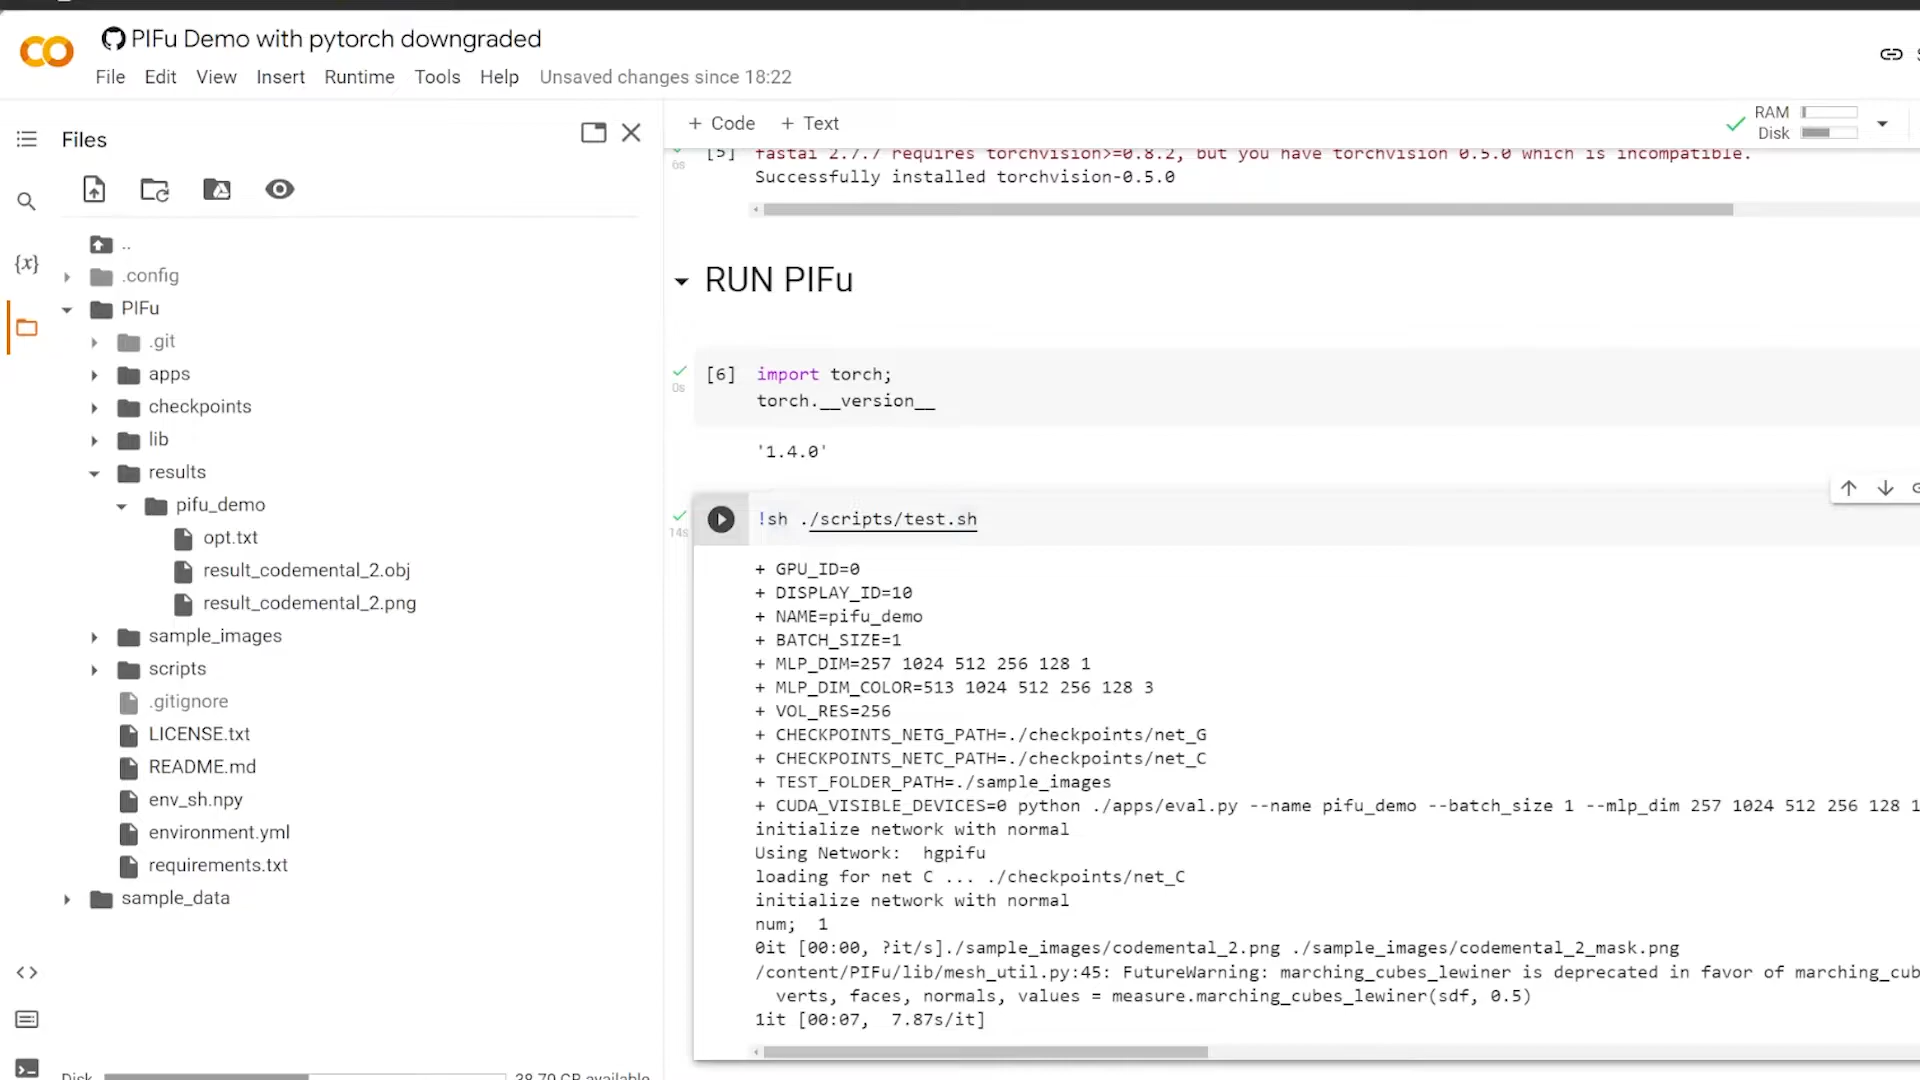 PIFu Demo with pytorch downgraded
File Edit View Insert Runtime Tools Help Unsaved changes since 18:22
Files
+ Code + Text
RAM
Disk
[5] fastai 2.7.7 requires torchvision>=0.8.2, but you have torchvision 0.5.0 which is incompatible.
6s
Successfully installed torchvision-0.5.0
{x}
..
.config
PIFu
.git
apps
checkpoints
lib
results
pifu_demo
opt.txt
result_codemental_2.obj
result_codemental_2.png
sample_images
scripts
.gitignore
LICENSE.txt
README.md
env_sh.npy
environment.yml
requirements.txt
sample_data
Disk 38.70 GB available
RUN PIFu
[6] import torch;
0s
torch.__version__
'1.4.0'
!sh ./scripts/test.sh
14s
+ GPU_ID=0
+ DISPLAY_ID=10
+ NAME=pifu_demo
+ BATCH_SIZE=1
+ MLP_DIM=257 1024 512 256 128 1
+ MLP_DIM_COLOR=513 1024 512 256 128 3
+ VOL_RES=256
+ CHECKPOINTS_NETG_PATH=./checkpoints/net_G
+ CHECKPOINTS_NETC_PATH=./checkpoints/net_C
+ TEST_FOLDER_PATH=./sample_images
+ CUDA_VISIBLE_DEVICES=0 python ./apps/eval.py --name pifu_demo --batch_size 1 --mlp_dim 257 1024 512 256 128 1
initialize network with normal
Using Network: hgpifu
loading for net C ... ./checkpoints/net_C
initialize network with normal
num; 1
0it [00:00, ?it/s]./sample_images/codemental_2.png ./sample_images/codemental_2_mask.png
/content/PIFu/lib/mesh_util.py:45: FutureWarning: marching_cubes_lewiner is deprecated in favor of marching_cub
verts, faces, normals, values = measure.marching_cubes_lewiner(sdf, 0.5)
1it [00:07, 7.87s/it]